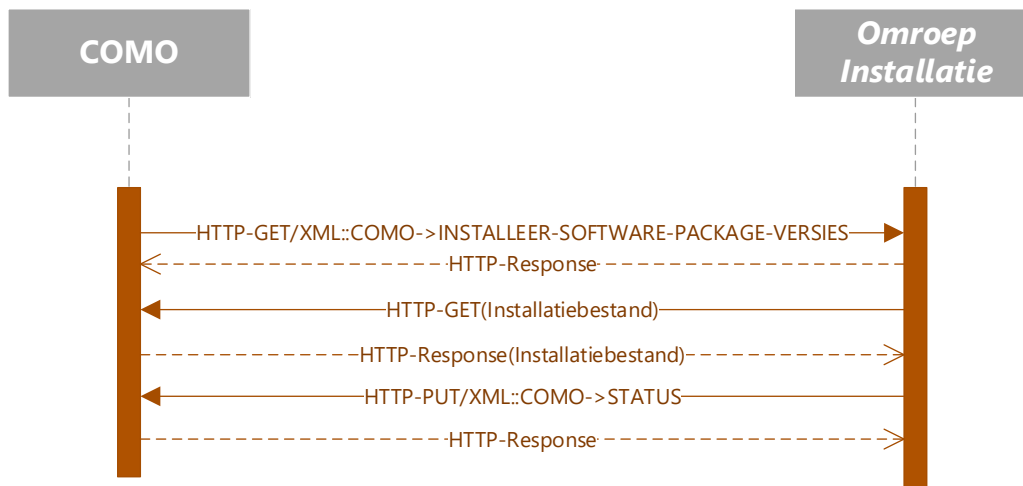 COMO
Omroep
Installatie
HTTP-GET/XML::COMO->INSTALLEER-SOFTWARE-PACKAGE-VERSIES
HTTP-Response
HTTP-GET(Installatiebestand)
HTTP-Response(Installatiebestand)
HTTP-PUT/XML::COMO->STATUS
HTTP-Response